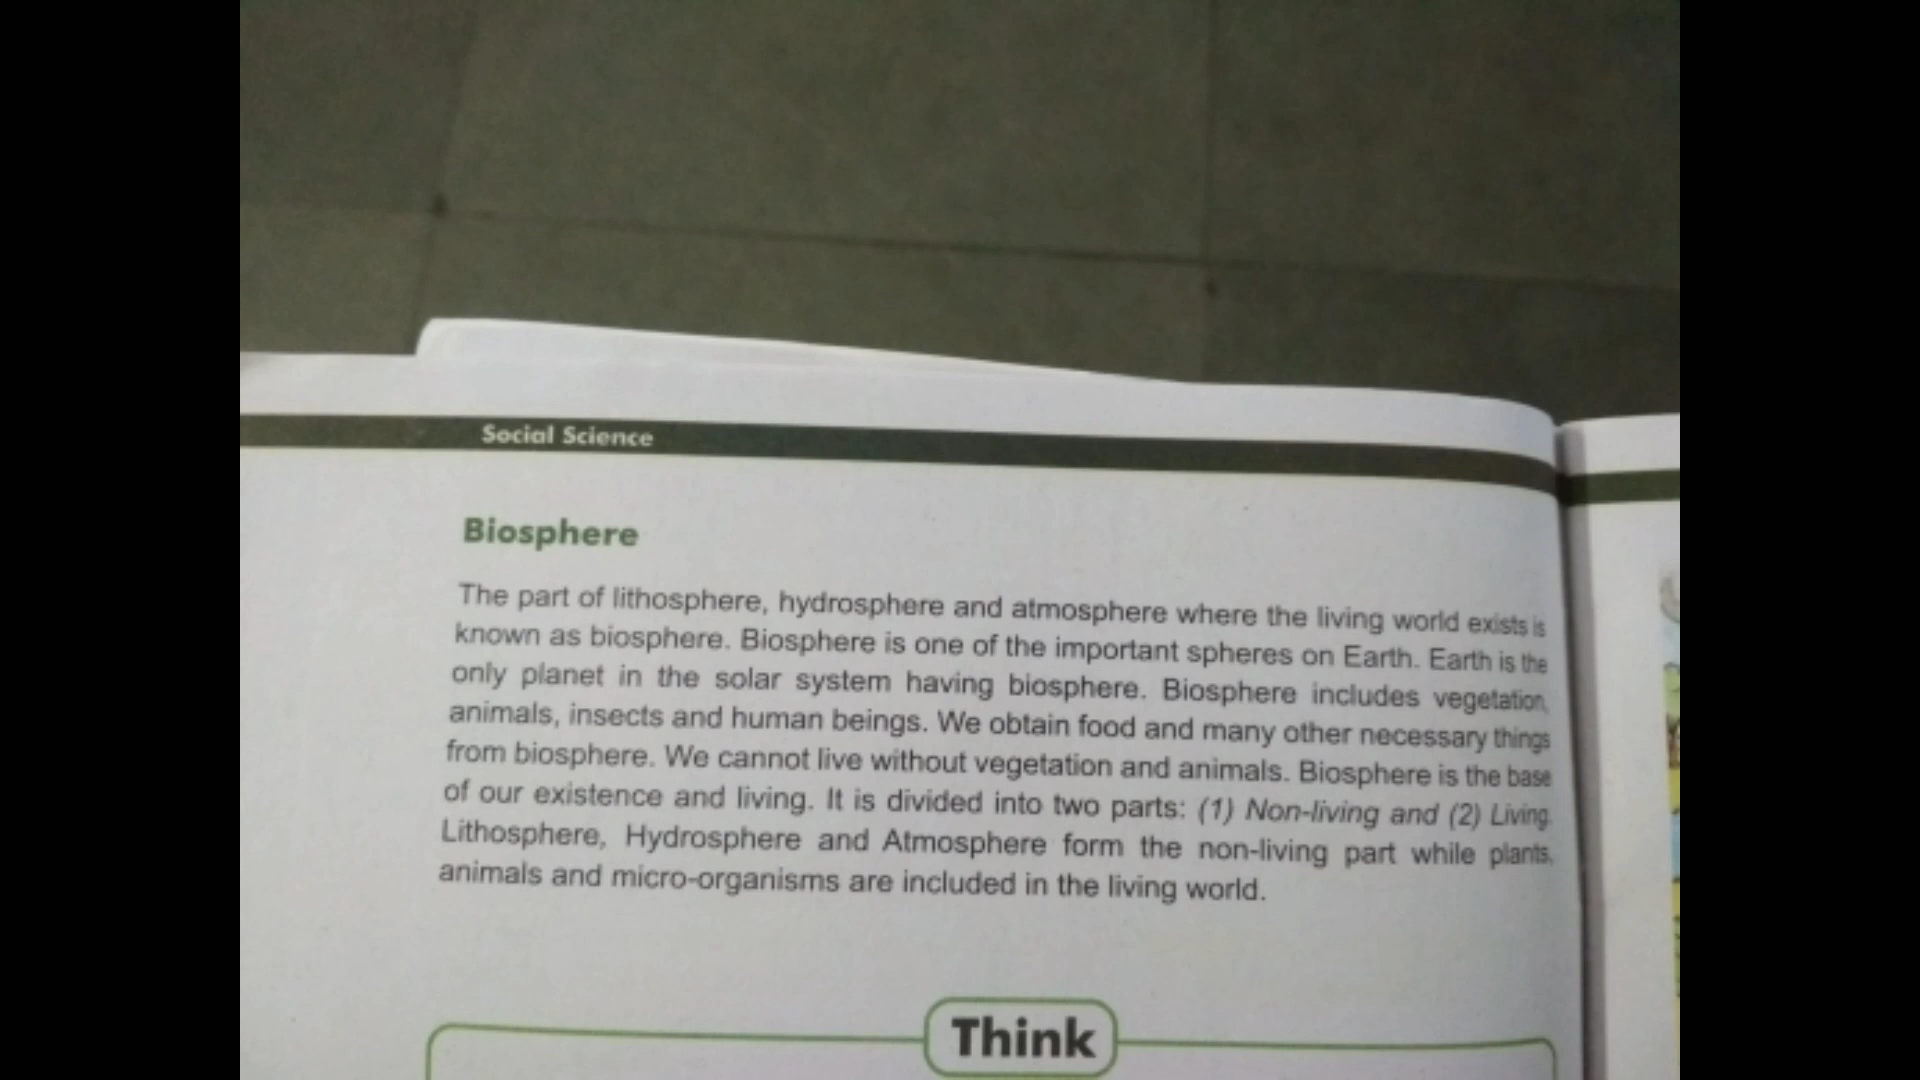 Social Science
Biosphere
The part of lithosphere, hydrosphere and atmosphere where the living world exists is
known as biosphere. Biosphere is one of the important spheres on Earth. Earth is the
only planet in the solar system having biosphere. Biosphere includes vegetation,
animals, insects and human beings. We obtain food and many other necessary things
from biosphere. We cannot live without vegetation and animals. Biosphere is the base
of our existence and living. It is divided into two parts: (1) Non-living and (2) Living.
Lithosphere, Hydrosphere and Atmosphere form the non-living part while plants,
animals and micro-organisms are included in the living world.
Think